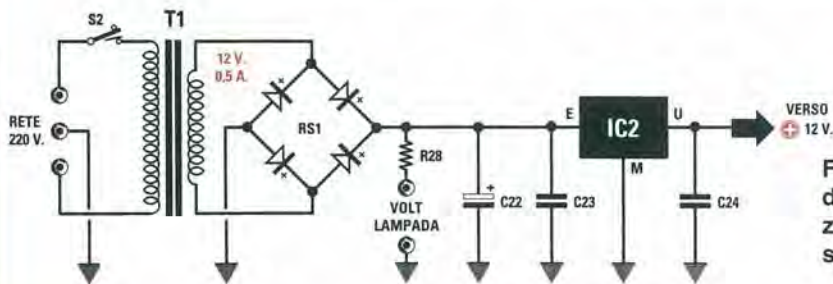 S2
T1
12 V.
0,5 A.
RETE
220 V.
RS1
R28
VOLT
LAMPADA
+
C22
C23
E
IC2
U
M
C24
VERSO
+ 12 V.
F
d
z
s